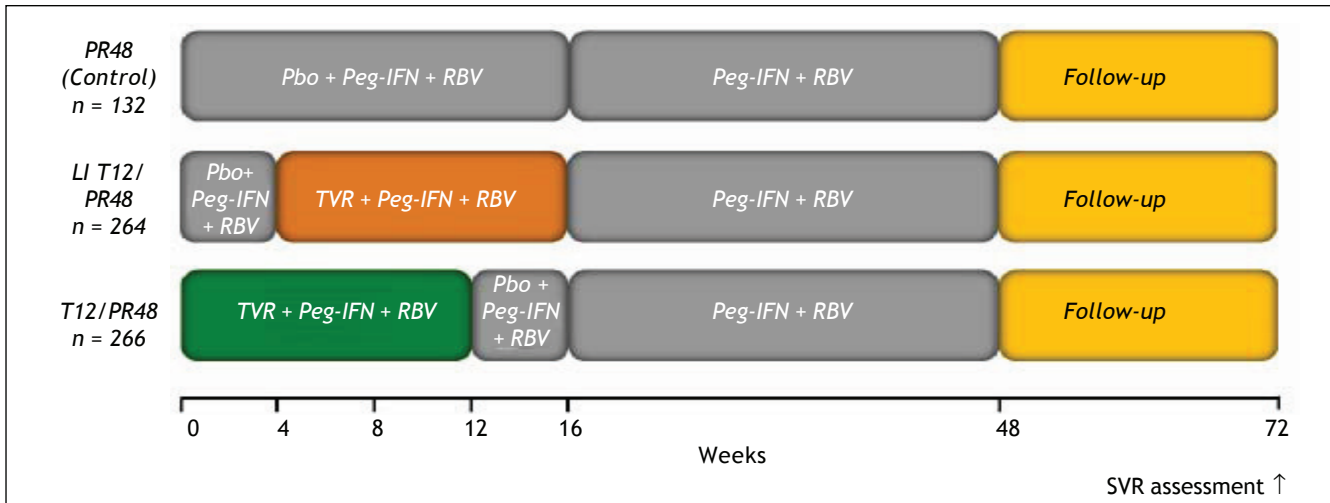 PR48
(Control)
n = 132
Pbo + Peg-IFN + RBV
Peg-IFN + RBV
Follow-up
LI T12/
PR48
n = 264
Pbo+
Peg-IFN
+ RBV
TVR + Peg-IFN + RBV
Peg-IFN + RBV
Follow-up
T12/PR48
n = 266
TVR + Peg-IFN + RBV
Pbo +
Peg-IFN
+ RBV
Peg-IFN + RBV
Follow-up
0 4 8 12 16 48 72
Weeks
SVR assessment ↑